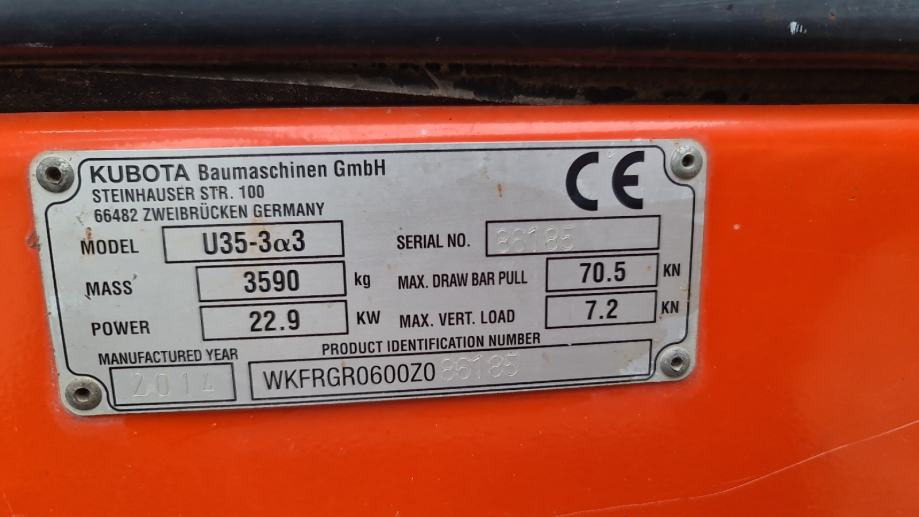 KUBOTA Baumaschinen GmbH
STEINHAUSER STR. 100
66482 ZWEIBRÜCKEN GERMANY
CE
MODEL U35-3α3
SERIAL NO. 86185
MASS 3590 kg
MAX. DRAW BAR PULL 70.5 KN
POWER 22.9 KW
MAX. VERT. LOAD 7.2 KN
MANUFACTURED YEAR 2014
PRODUCT IDENTIFICATION NUMBER
WKFRGR0600Z086185